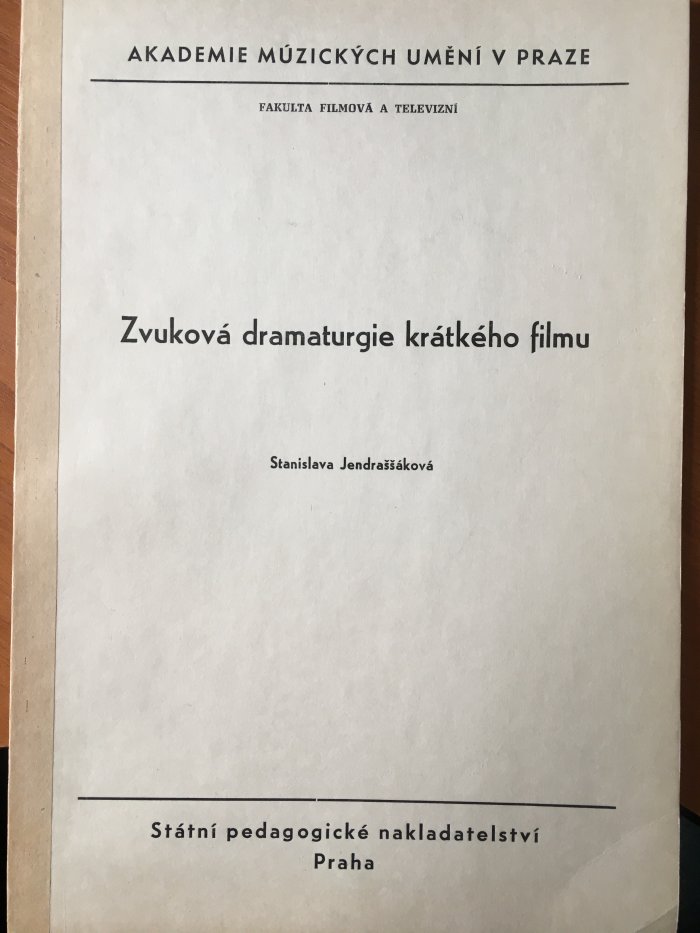 AKADEMIE MÚZICKÝCH UMĚNÍ V PRAZE
FAKULTA FILMOVÁ A TELEVIZNÍ
Zvuková dramaturgie krátkého filmu
Stanislava Jendraššáková
Státní pedagogické nakladatelství
Praha